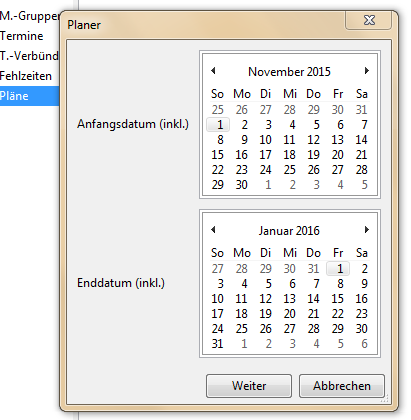 M.-Gruppen
Termine
T.-Verbünd
Fehlzeiten
Pläne
Planer
Anfangsdatum (inkl.)
November 2015
So Mo Di Mi Do Fr Sa
25 26 27 28 29 30 31
1 2 3 4 5 6 7
8 9 10 11 12 13 14
15 16 17 18 19 20 21
22 23 24 25 26 27 28
29 30 1 2 3 4 5
Enddatum (inkl.)
Januar 2016
So Mo Di Mi Do Fr Sa
27 28 29 30 31 1 2
3 4 5 6 7 8 9
10 11 12 13 14 15 16
17 18 19 20 21 22 23
24 25 26 27 28 29 30
31 1 2 3 4 5 6
Weiter
Abbrechen